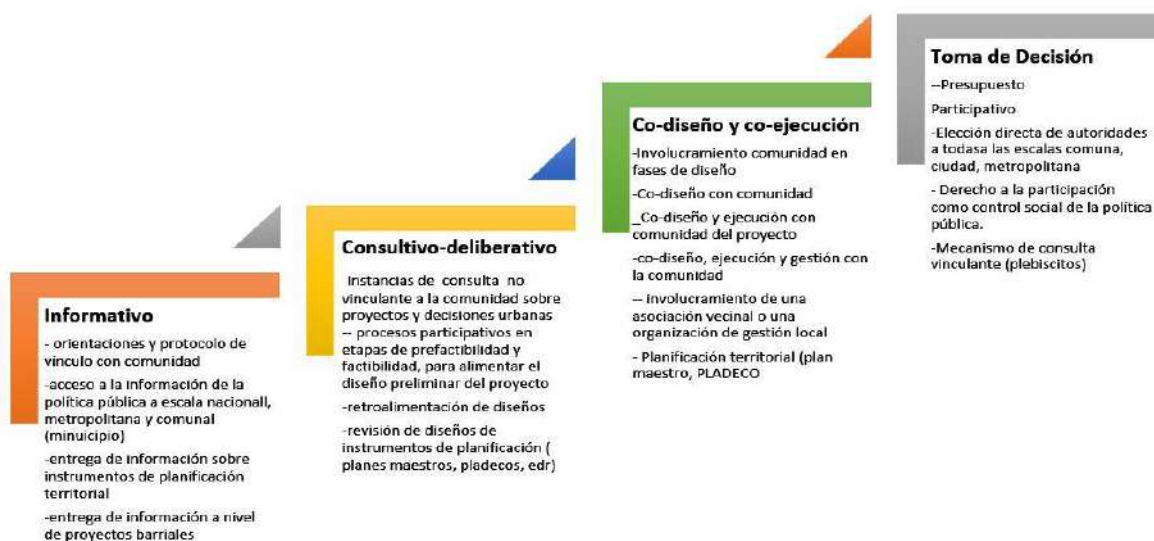 Informativo
- orientaciones y protocolo de
vínculo con comunidad
-acceso a la información de la
política pública a escala nacionall,
metropolitana y comunal
(minuicipio)
-entrega de información sobre
instrumentos de planificación
territorial
-entrega de información a nivel
de proyectos barriales
Consultivo-deliberativo
instancias de consulta no
vinculante a la comunidad sobre
proyectos y decisiones urbanas
-- procesos participativos en
etapas de prefactibilidad y
factibilidad, para alimentar el
diseño preliminar del proyecto
-retroalimentación de diseños
-revisión de diseños de
instrumentos de planificación (
planes maestros, pladecos, edr)
Co-diseño y co-ejecución
-Involucramiento comunidad en
fases de diseño
-Co-diseño con comunidad
_Co-diseño y ejecución con
comunidad del proyecto
-co-diseño, ejecución y gestión con
la comunidad
-- involucramiento de una
asociación vecinal o una
organización de gestión local
- Planificación territorial (plan
maestro, PLADECO
Toma de Decisión
--Presupuesto
Participativo
-Elección directa de autoridades
a todasa las escalas comuna,
ciudad, metropolitana
- Derecho a la participación
como control social de la política
pública.
-Mecanismo de consulta
vinculante (plebiscitos)